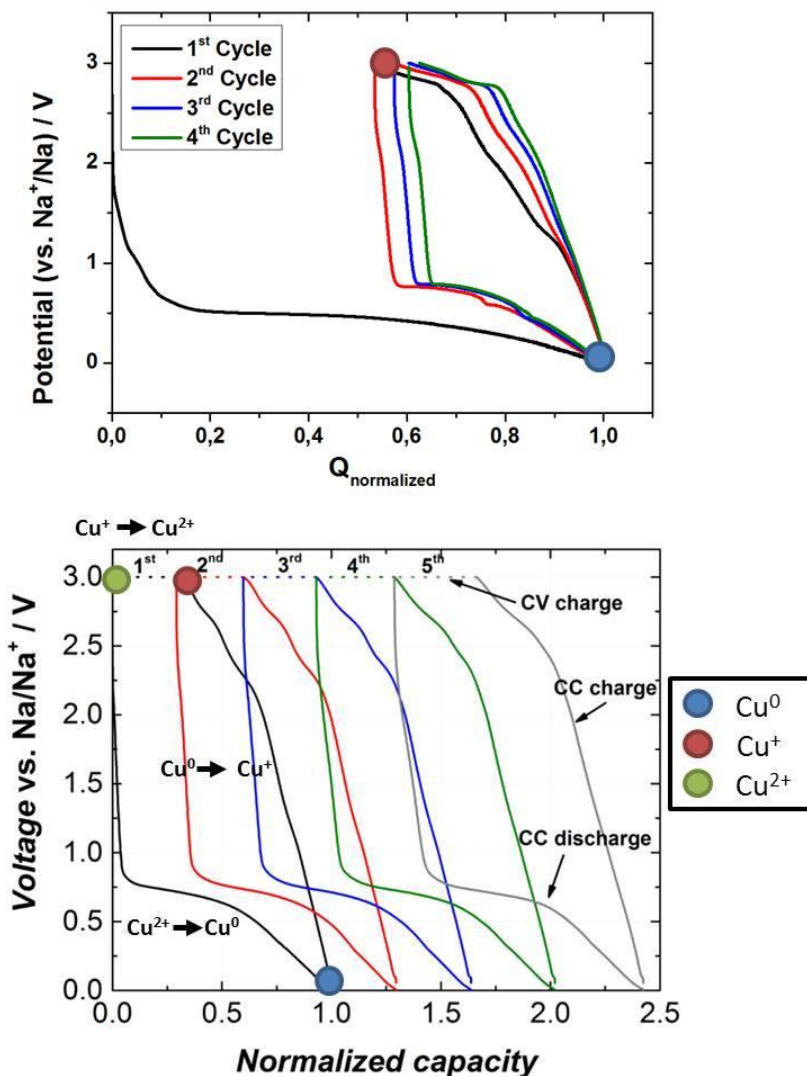 1st Cycle
2nd Cycle
3rd Cycle
4th Cycle
Potential (vs. Na+/Na) / V
3
2
1
0
0,0 0,2 0,4 0,6 0,8 1,0
Qnormalized
Cu+ → Cu2+
1st 2nd 3rd 4th 5th
CV charge
CC charge
Cu0 → Cu+
CC discharge
Cu2+ → Cu0
Voltage vs. Na/Na+ / V
3.0
2.5
2.0
1.5
1.0
0.5
0.0
0.0 0.5 1.0 1.5 2.0 2.5
Normalized capacity
Cu0
Cu+
Cu2+